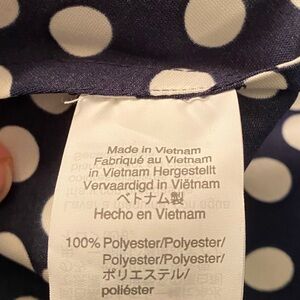 Made in Vietnam
Fabriqué au Vietnam
in Vietnam Hergestellt
Vervaardigd in Viëtnam
ベトナム製
Hecho en Vietnam
100% Polyester/Polyester/
Polyester/Polyester/
ポリエステル/
poliéster